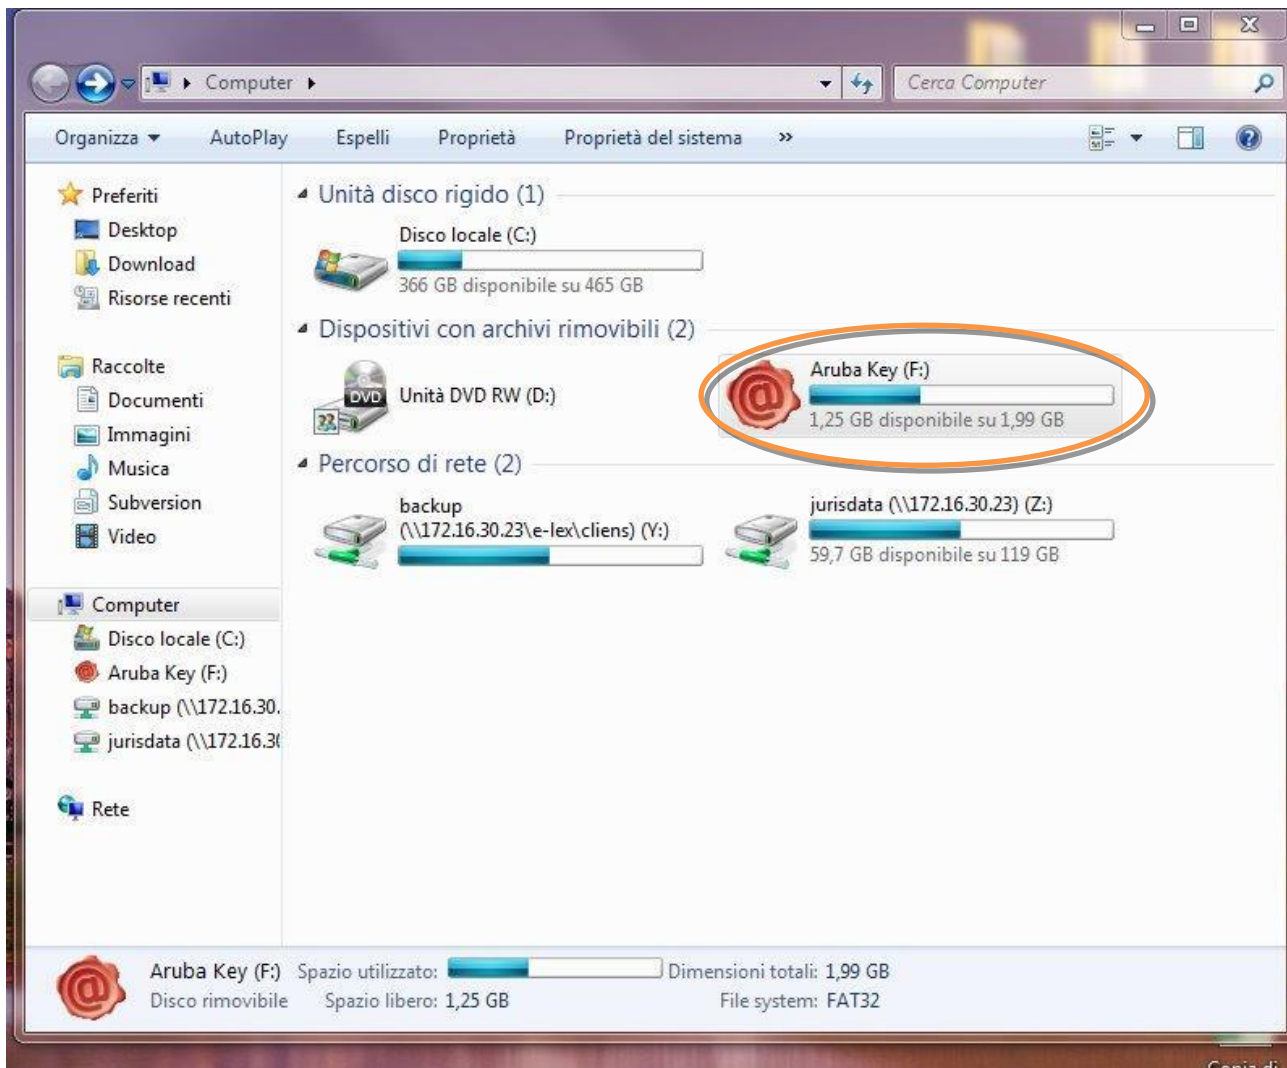 Computer
Cerca Computer
Organizza
AutoPlay
Espelli
Proprietà
Proprietà del sistema
»
Preferiti
Desktop
Download
Risorse recenti
Raccolte
Documenti
Immagini
Musica
Subversion
Video
Computer
Disco locale (C:)
Aruba Key (F:)
backup (\\172.16.30.
jurisdata (\\172.16.3
Rete
Unità disco rigido (1)
Disco locale (C:)
366 GB disponibile su 465 GB
Dispositivi con archivi rimovibili (2)
DVD
Unità DVD RW (D:)
Aruba Key (F:)
1,25 GB disponibile su 1,99 GB
Percorso di rete (2)
backup
(\\172.16.30.23\e-lex\cliens) (Y:)
jurisdata (\\172.16.30.23) (Z:)
59,7 GB disponibile su 119 GB
Aruba Key (F:) Spazio utilizzato: Dimensioni totali: 1,99 GB
Disco rimovibile Spazio libero: 1,25 GB File system: FAT32